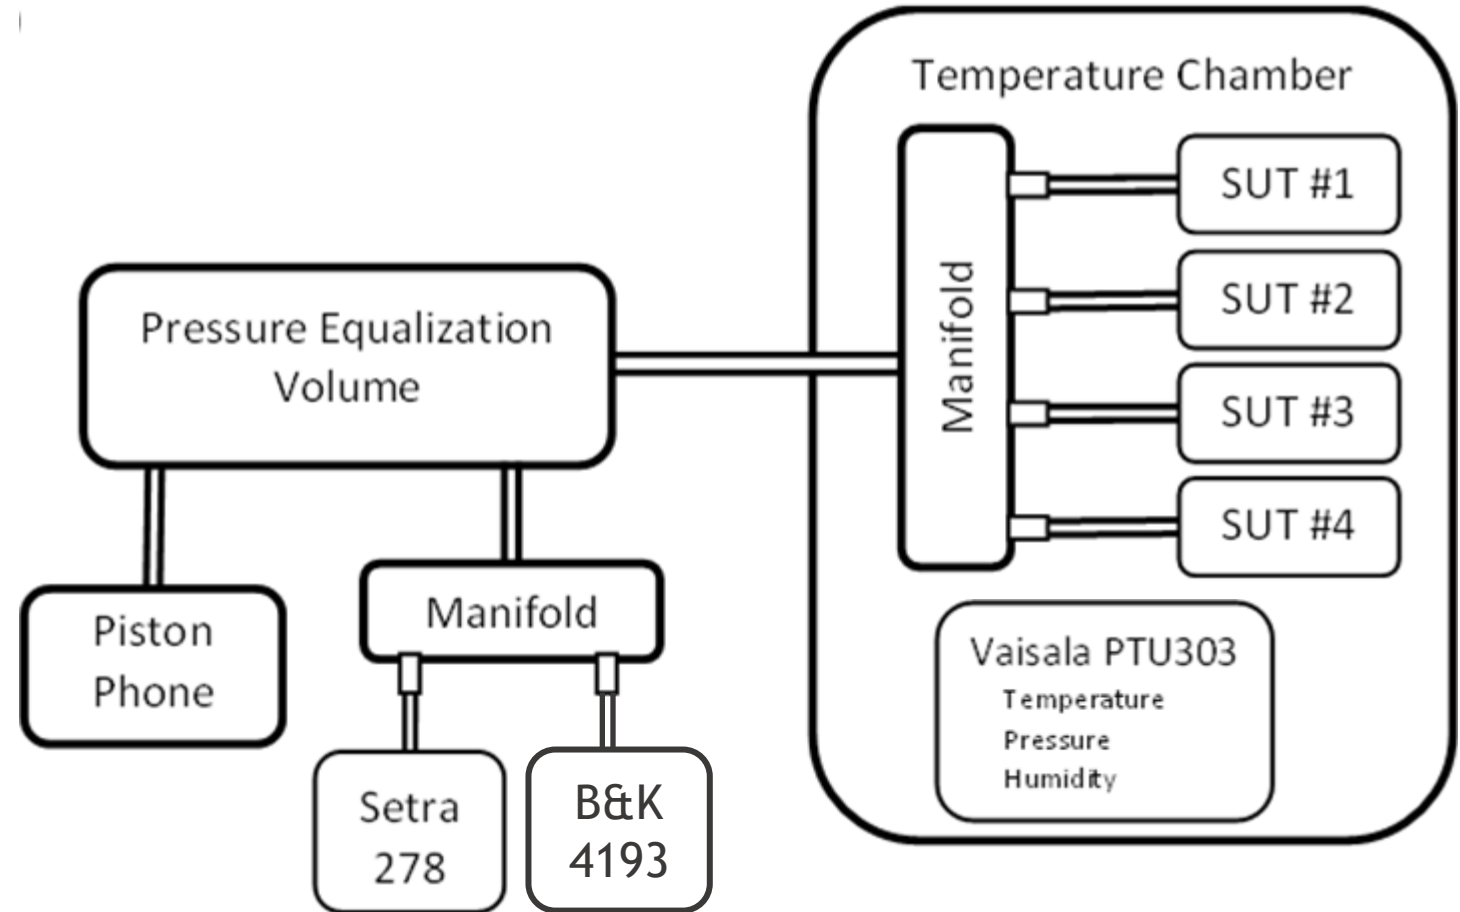 Temperature Chamber
Manifold
SUT #1
SUT #2
SUT #3
SUT #4
Pressure Equalization
Volume
Piston
Phone
Manifold
Setra
278
B&K
4193
Vaisala PTU303
Temperature
Pressure
Humidity